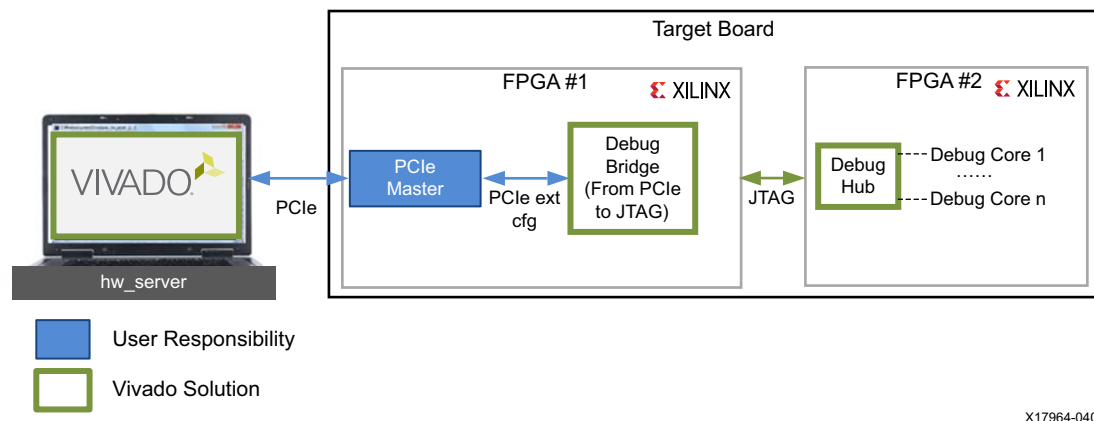 Target Board
FPGA #1
XILINX
FPGA #2
XILINX
VIVADO
PCIe
PCIe
Master
PCIe ext
cfg
Debug
Bridge
(From PCIe
to JTAG)
JTAG
Debug
Hub
Debug Core 1
......
Debug Core n
hw_server
User Responsibility
Vivado Solution
X17964-040